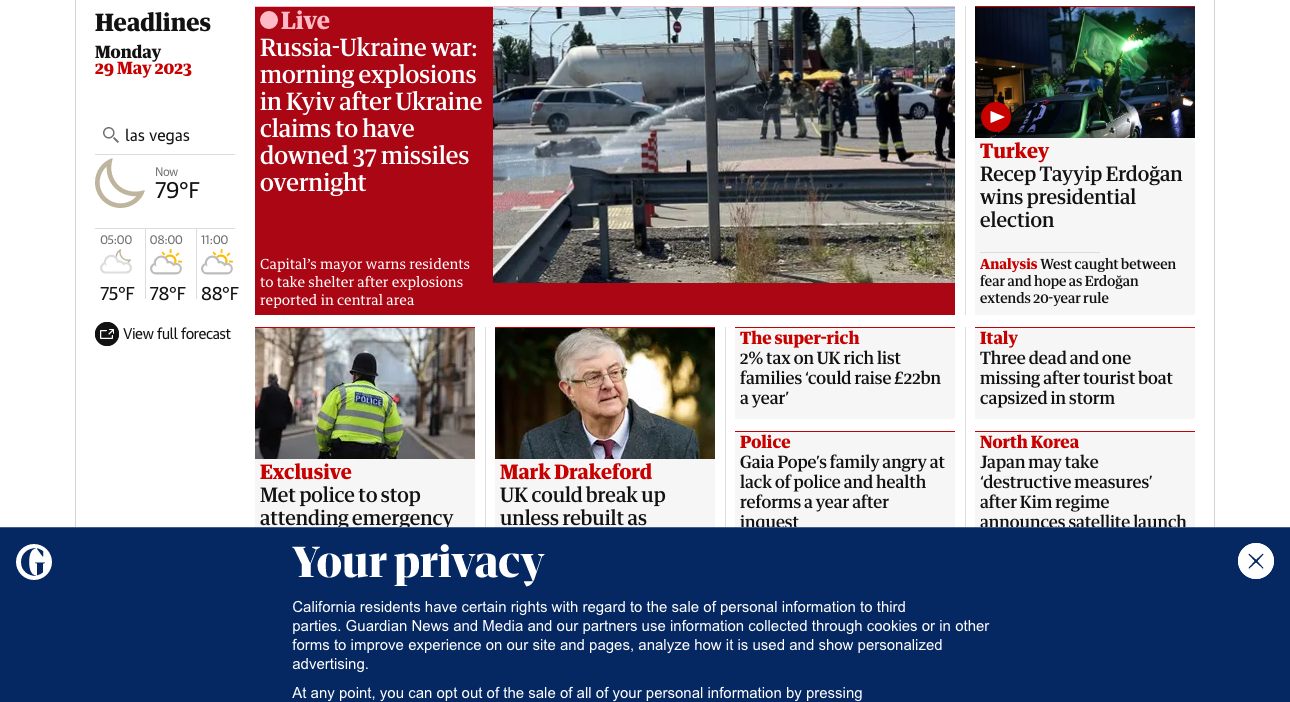 Headlines
Monday
29 May 2023
las vegas
Now
79°F
05:00
08:00
11:00
75°F
78°F
88°F
View full forecast
Live
Russia-Ukraine war:
morning explosions
in Kyiv after Ukraine
claims to have
downed 37 missiles
overnight
Capital’s mayor warns residents
to take shelter after explosions
reported in central area
Turkey
Recep Tayyip Erdoğan
wins presidential
election
Analysis West caught between
fear and hope as Erdoğan
extends 20-year rule
POLICE
Exclusive
Met police to stop
attending emergency
Mark Drakeford
UK could break up
unless rebuilt as
The super-rich
2% tax on UK rich list
families ‘could raise £22bn
a year’
Police
Gaia Pope’s family angry at
lack of police and health
reforms a year after
inquest
Italy
Three dead and one
missing after tourist boat
capsized in storm
North Korea
Japan may take
‘destructive measures’
after Kim regime
announces satellite launch
G
Your privacy
California residents have certain rights with regard to the sale of personal information to third
parties. Guardian News and Media and our partners use information collected through cookies or in other
forms to improve experience on our site and pages, analyze how it is used and show personalized
advertising.
At any point, you can opt out of the sale of all of your personal information by pressing